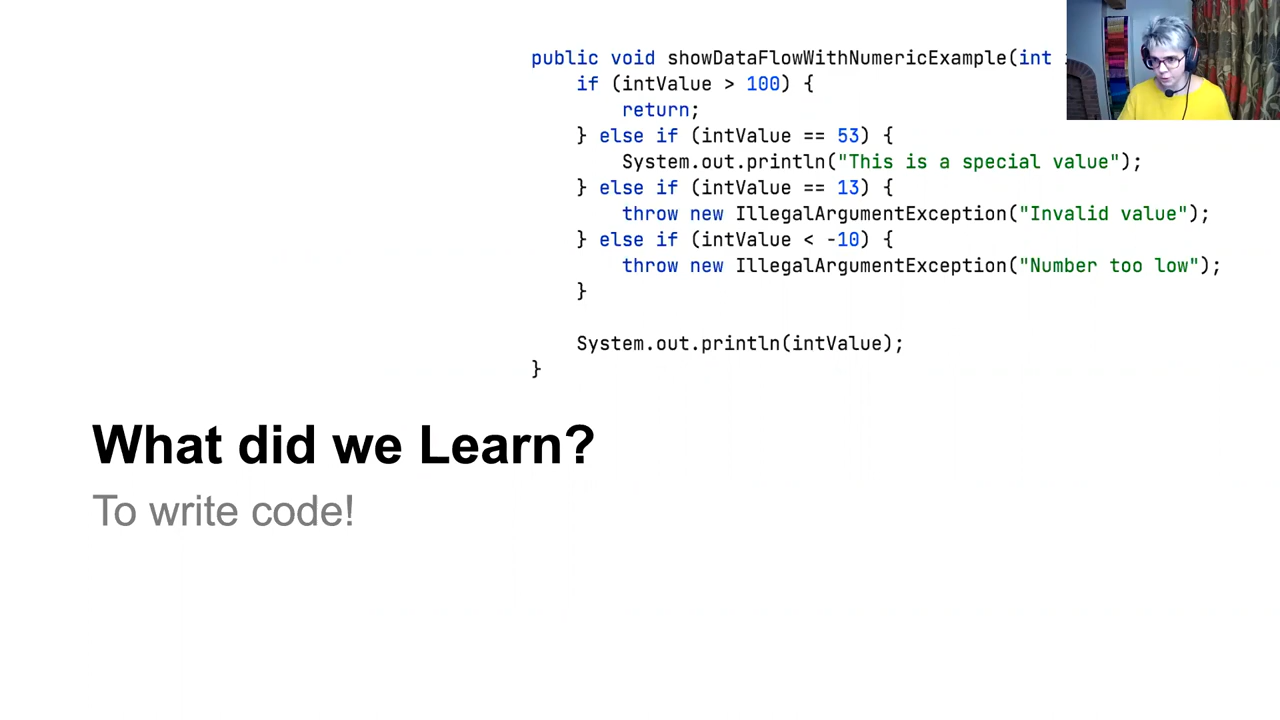 public void showDataFlowWithNumericExample(int
if (intValue > 100) {
return;
} else if (intValue == 53) {
System.out.println("This is a special value");
} else if (intValue == 13) {
throw new IllegalArgumentException("Invalid value");
} else if (intValue < -10) {
throw new IllegalArgumentException("Number too low");
}
System.out.println(intValue);
}
What did we Learn?
To write code!